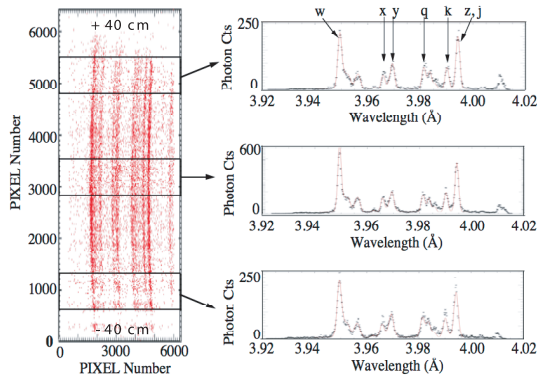 + 40 cm
6000
5000
4000
3000
2000
1000
0
PIXEL Number
- 40 cm
0 3000 6000
PIXEL Number
w x y q k z, j
250
0
Photon Cts
3.92 3.94 3.96 3.98 4.00 4.02
Wavelength (Å)
600
0
Photon Cts
3.92 3.94 3.96 3.98 4.00 4.02
Wavelength (Å)
250
0
Photon Cts
3.92 3.94 3.96 3.98 4.00 4.02
Wavelength (Å)